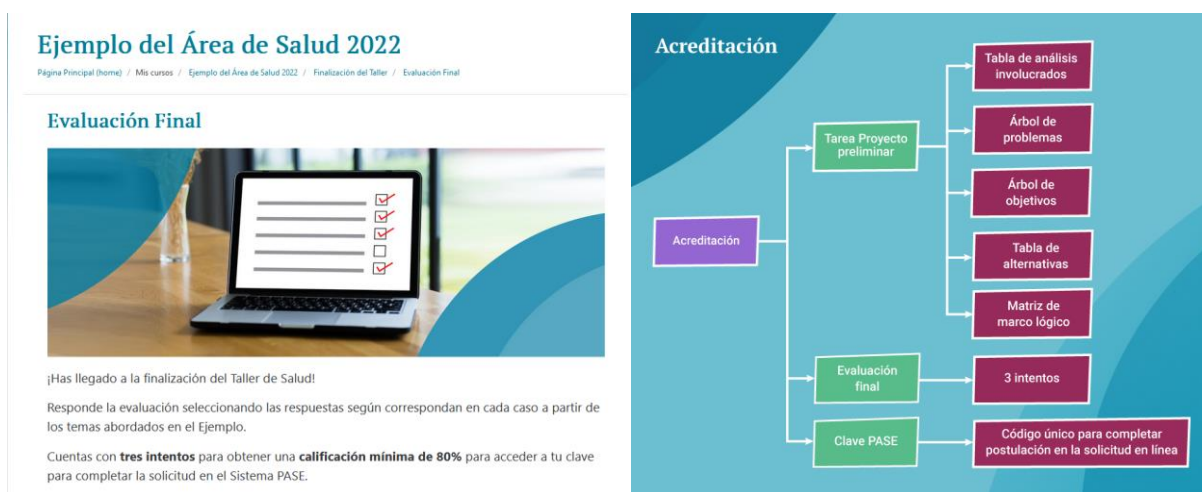 Ejemplo del Área de Salud 2022
Página Principal (home) / Mis cursos / Ejemplo del Área de Salud 2022 / Finalización del Taller / Evaluación Final
Evaluación Final
¡Has llegado a la finalización del Taller de Salud!
Responde la evaluación seleccionando las respuestas según correspondan en cada caso a partir de
los temas abordados en el Ejemplo.
Cuentas con tres intentos para obtener una calificación mínima de 80% para acceder a tu clave
para completar la solicitud en el Sistema PASE.
Acreditación
Acreditación
Tarea Proyecto
preliminar
Tabla de análisis
involucrados
Árbol de
problemas
Árbol de
objetivos
Tabla de
alternativas
Matriz de
marco lógico
Evaluación
final
3 intentos
Clave PASE
Código único para completar
postulación en la solicitud en línea